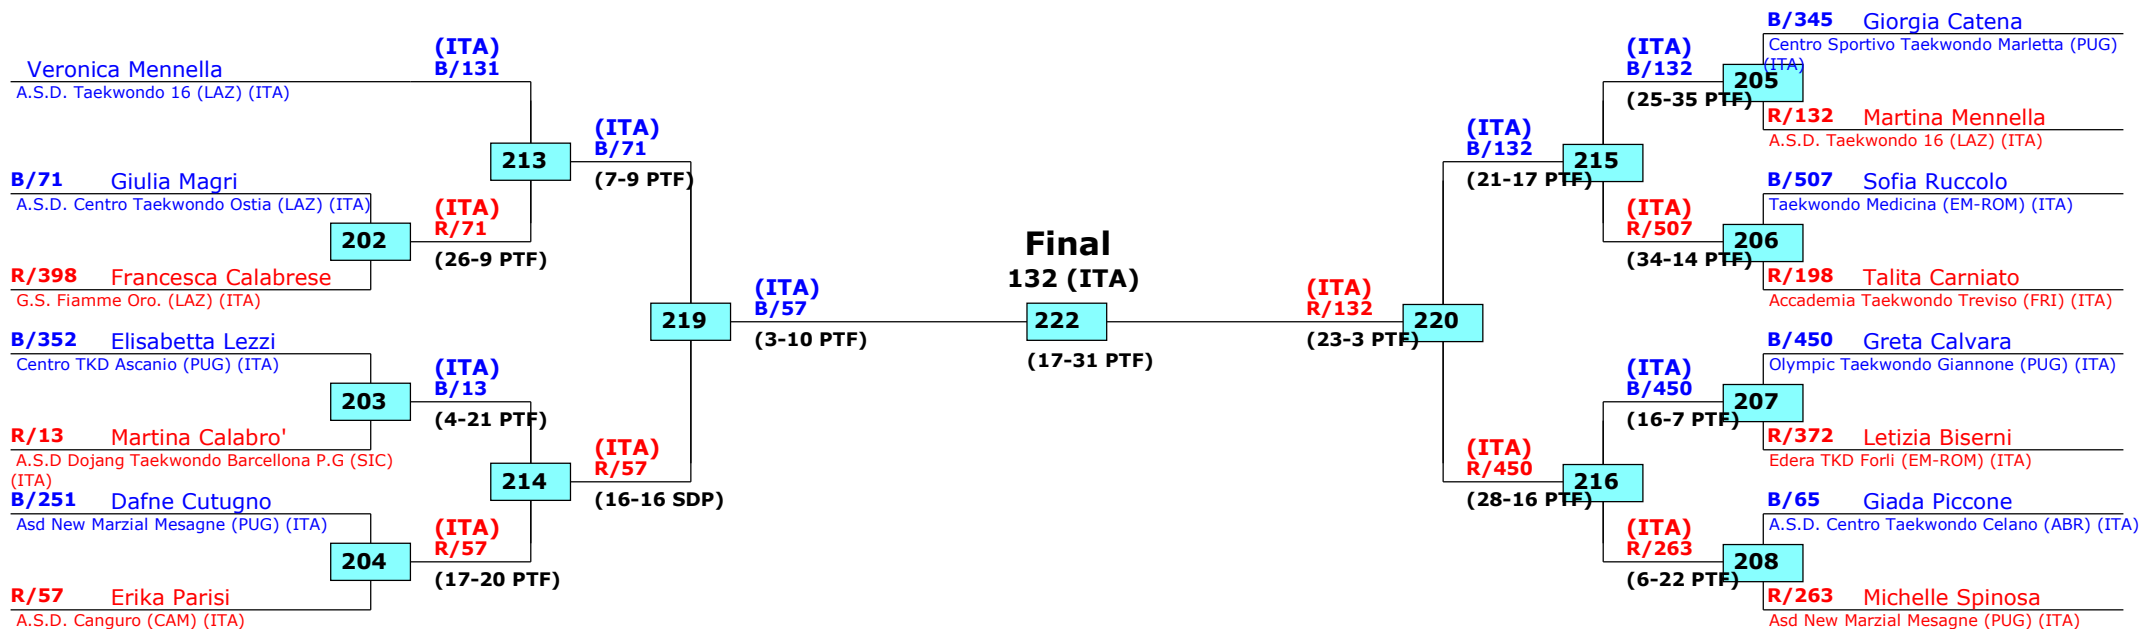 (ITA)
B/131
Veronica Mennella
A.S.D. Taekwondo 16 (LAZ) (ITA)
213
(ITA)
B/71
(7-9 PTF)
B/71 Giulia Magri
A.S.D. Centro Taekwondo Ostia (LAZ) (ITA)
202
(ITA)
R/71
(26-9 PTF)
R/398 Francesca Calabrese
G.S. Fiamme Oro. (LAZ) (ITA)
219
(ITA)
B/57
(3-10 PTF)
B/352 Elisabetta Lezzi
Centro TKD Ascanio (PUG) (ITA)
203
(ITA)
B/13
(4-21 PTF)
R/13 Martina Calabro'
A.S.D Dojang Taekwondo Barcellona P.G (SIC)
(ITA)
214
(ITA)
R/57
(16-16 SDP)
B/251 Dafne Cutugno
Asd New Marzial Mesagne (PUG) (ITA)
204
(ITA)
R/57
(17-20 PTF)
R/57 Erika Parisi
A.S.D. Canguro (CAM) (ITA)
Final
132 (ITA)
222
(17-31 PTF)
(ITA)
R/132
(23-3 PTF)
220
(ITA)
B/132
(21-17 PTF)
215
(ITA)
B/132
(25-35 PTF)
205
B/345 Giorgia Catena
Centro Sportivo Taekwondo Marletta (PUG)
(ITA)
R/132 Martina Mennella
A.S.D. Taekwondo 16 (LAZ) (ITA)
(ITA)
R/507
(34-14 PTF)
206
B/507 Sofia Ruccolo
Taekwondo Medicina (EM-ROM) (ITA)
R/198 Talita Carniato
Accademia Taekwondo Treviso (FRI) (ITA)
(ITA)
R/450
(28-16 PTF)
216
(ITA)
B/450
(16-7 PTF)
207
B/450 Greta Calvara
Olympic Taekwondo Giannone (PUG) (ITA)
R/372 Letizia Biserni
Edera TKD Forli (EM-ROM) (ITA)
(ITA)
R/263
(6-22 PTF)
208
B/65 Giada Piccone
A.S.D. Centro Taekwondo Celano (ABR) (ITA)
R/263 Michelle Spinosa
Asd New Marzial Mesagne (PUG) (ITA)